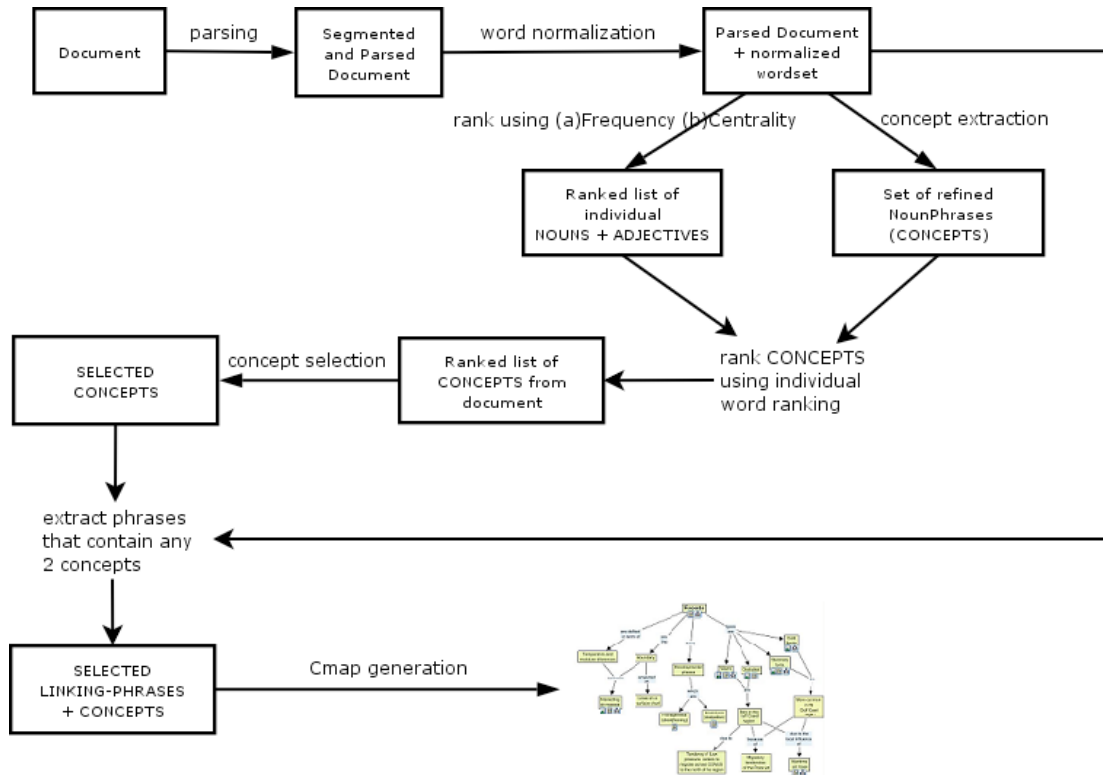 Document
parsing
Segmented
and Parsed
Document
word normalization
Parsed Document
+ normalized
wordset
rank using (a)Frequency (b)Centrality
concept extraction
Ranked list of
individual
NOUNS + ADJECTIVES
Set of refined
NounPhrases
(CONCEPTS)
rank CONCEPTS
using individual
word ranking
Ranked list of
CONCEPTS from
document
concept selection
SELECTED
CONCEPTS
extract phrases
that contain any
2 concepts
SELECTED
LINKING-PHRASES
+ CONCEPTS
Cmap generation